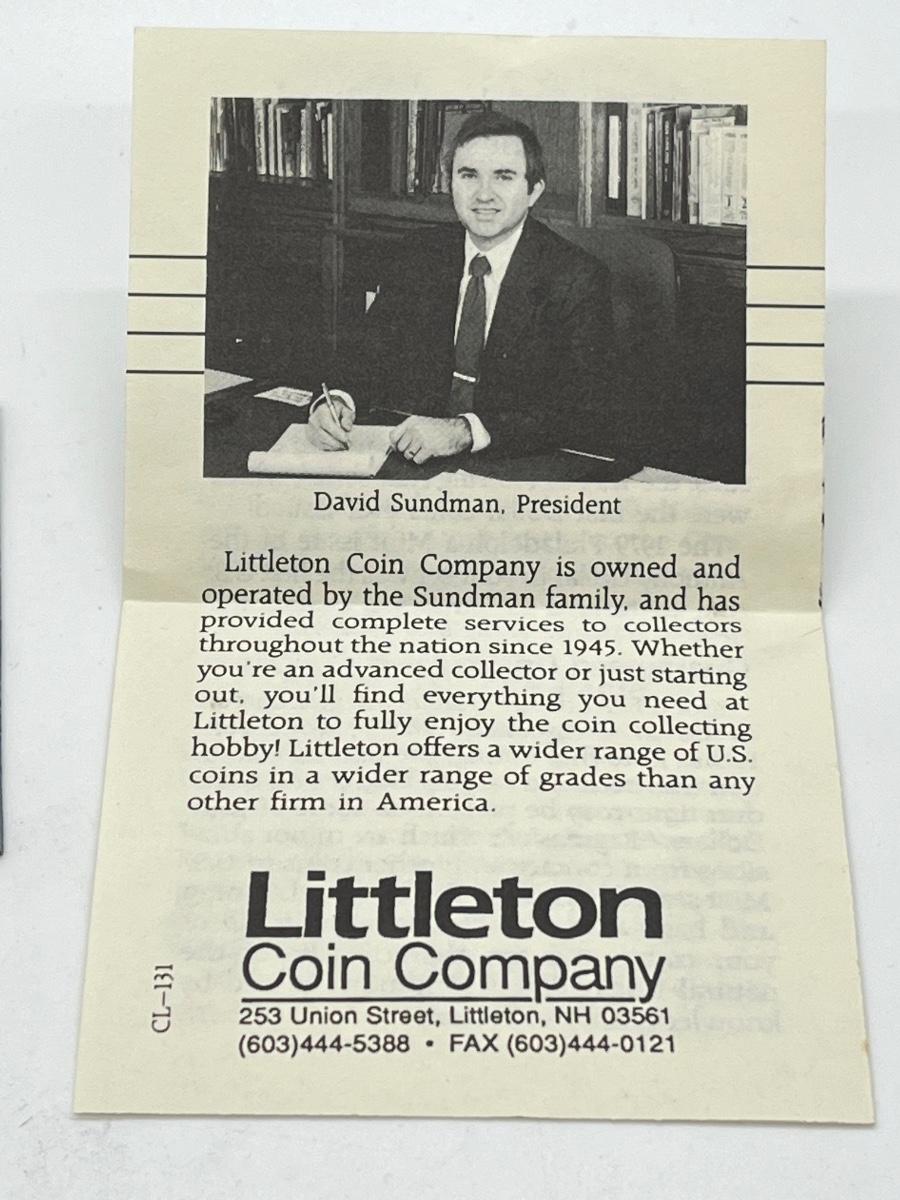 David Sundman, President
Littleton Coin Company is owned and
operated by the Sundman family, and has
provided complete services to collectors
throughout the nation since 1945. Whether
you're an advanced collector or just starting
out, you'll find everything you need at
Littleton to fully enjoy the coin collecting
hobby! Littleton offers a wider range of U.S.
coins in a wider range of grades than any
other firm in America.
Littleton
Coin Company
253 Union Street, Littleton, NH 03561
(603)444-5388 • FAX (603)444-0121
CL-131